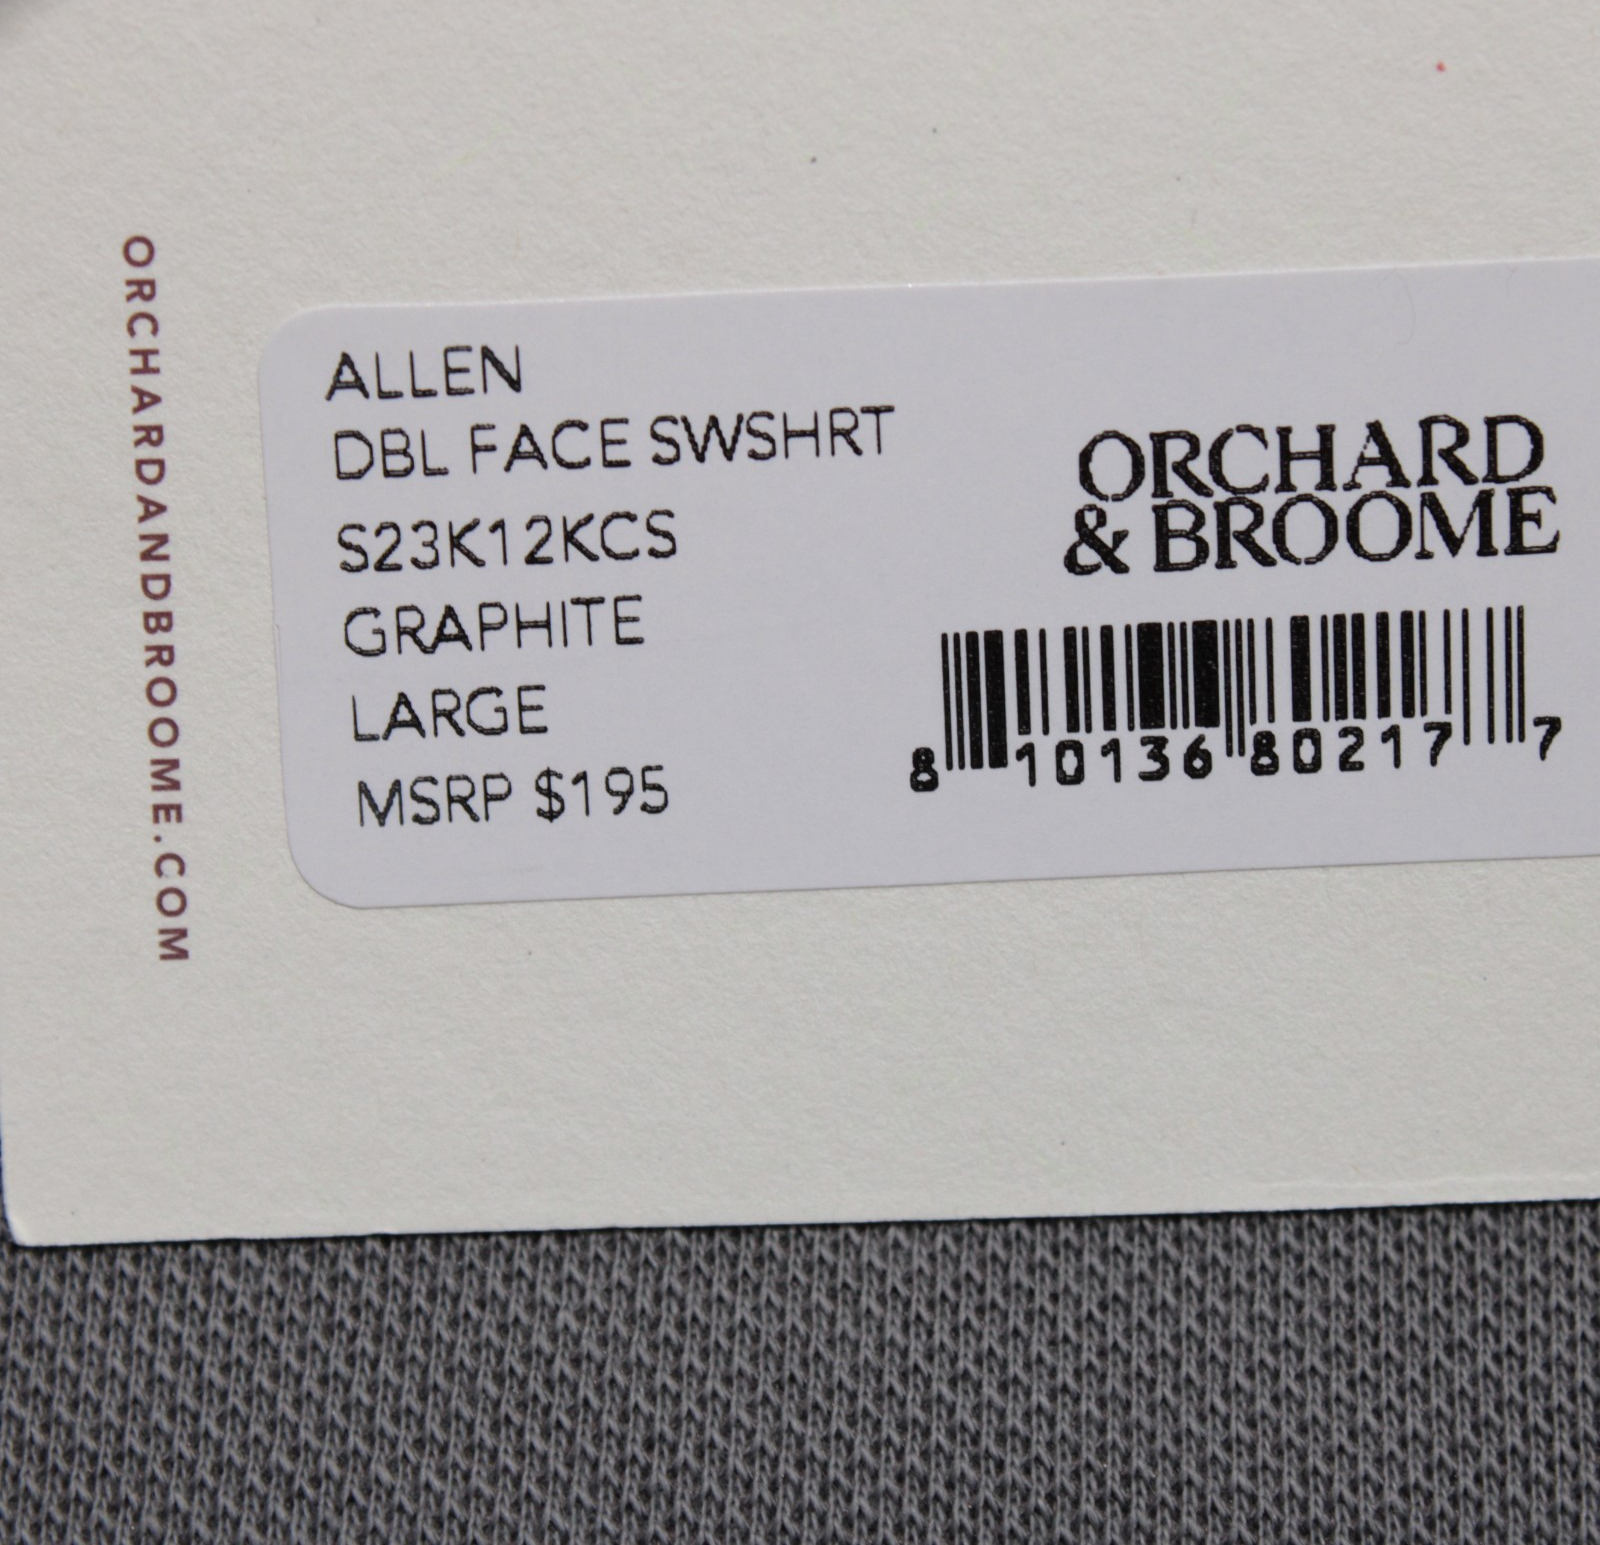 ORCHARDANDBROOME.COM
ALLEN
DBL FACE SWSHRT
S23K12KCS
GRAPHITE
LARGE
MSRP $195
ORCHARD
& BROOME
8 10136 80217 7